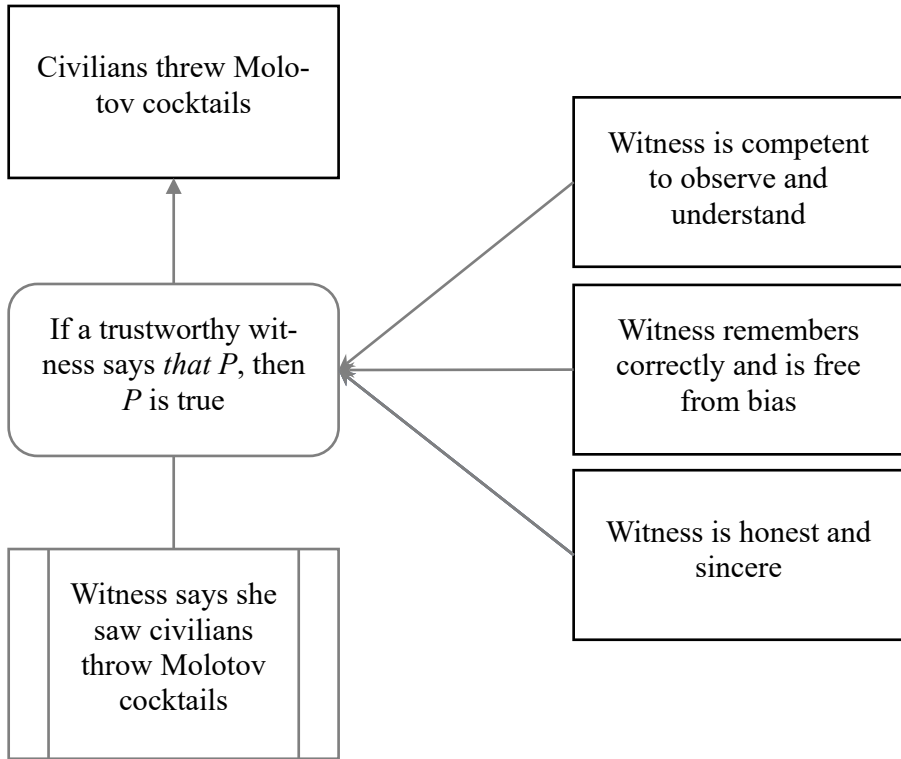 Civilians threw Molo-
tov cocktails
Witness is competent
to observe and
understand
If a trustworthy wit-
ness says that P, then
P is true
Witness remembers
correctly and is free
from bias
Witness is honest and
sincere
Witness says she
saw civilians
throw Molotov
cocktails